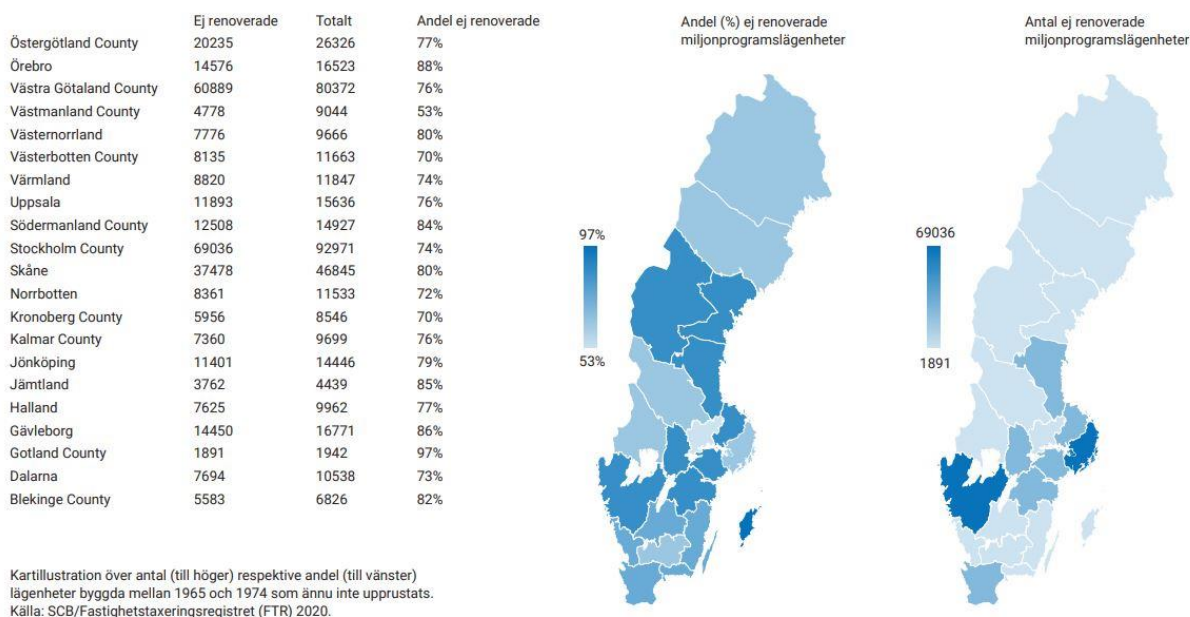 Ej renoverade Totalt Andel ej renoverade
Östergötland County 20235 26326 77%
Örebro 14576 16523 88%
Västra Götaland County 60889 80372 76%
Västmanland County 4778 9044 53%
Västernorrland 7776 9666 80%
Västerbotten County 8135 11663 70%
Värmland 8820 11847 74%
Uppsala 11893 15636 76%
Södermanland County 12508 14927 84%
Stockholm County 69036 92971 74%
Skåne 37478 46845 80%
Norrbotten 8361 11533 72%
Kronoberg County 5956 8546 70%
Kalmar County 7360 9699 76%
Jönköping 11401 14446 79%
Jämtland 3762 4439 85%
Halland 7625 9962 77%
Gävleborg 14450 16771 86%
Gotland County 1891 1942 97%
Dalarna 7694 10538 73%
Blekinge County 5583 6826 82%
Kartillustration över antal (till höger) respektive andel (till vänster)
lägenheter byggda mellan 1965 och 1974 som ännu inte upprustats.
Källa: SCB/Fastighetstaxeringsregistret (FTR) 2020.
Andel (%) ej renoverade
miljonprogramslägenheter
97%
53%
Antal ej renoverade
miljonprogramslägenheter
69036
1891